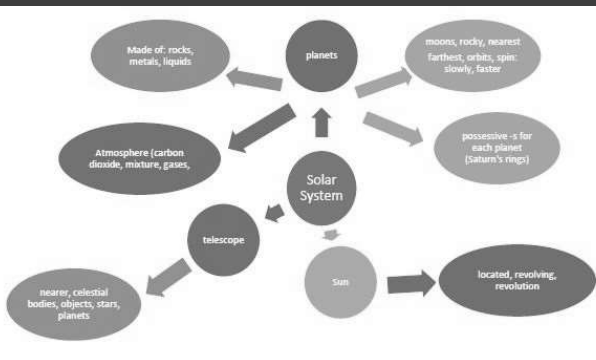 Made of: rocks,
metals, liquids
planets
moons, rocky, nearest
farthest, orbits, spin:
slowly, faster
Atmosphere (carbon
dioxide, mixture, gases,
possessive -s for
each planet
(Saturn's rings)
Solar
System
telescope
nearer, celestial
bodies, objects, stars,
planets
Sun
located, revolving,
revolution